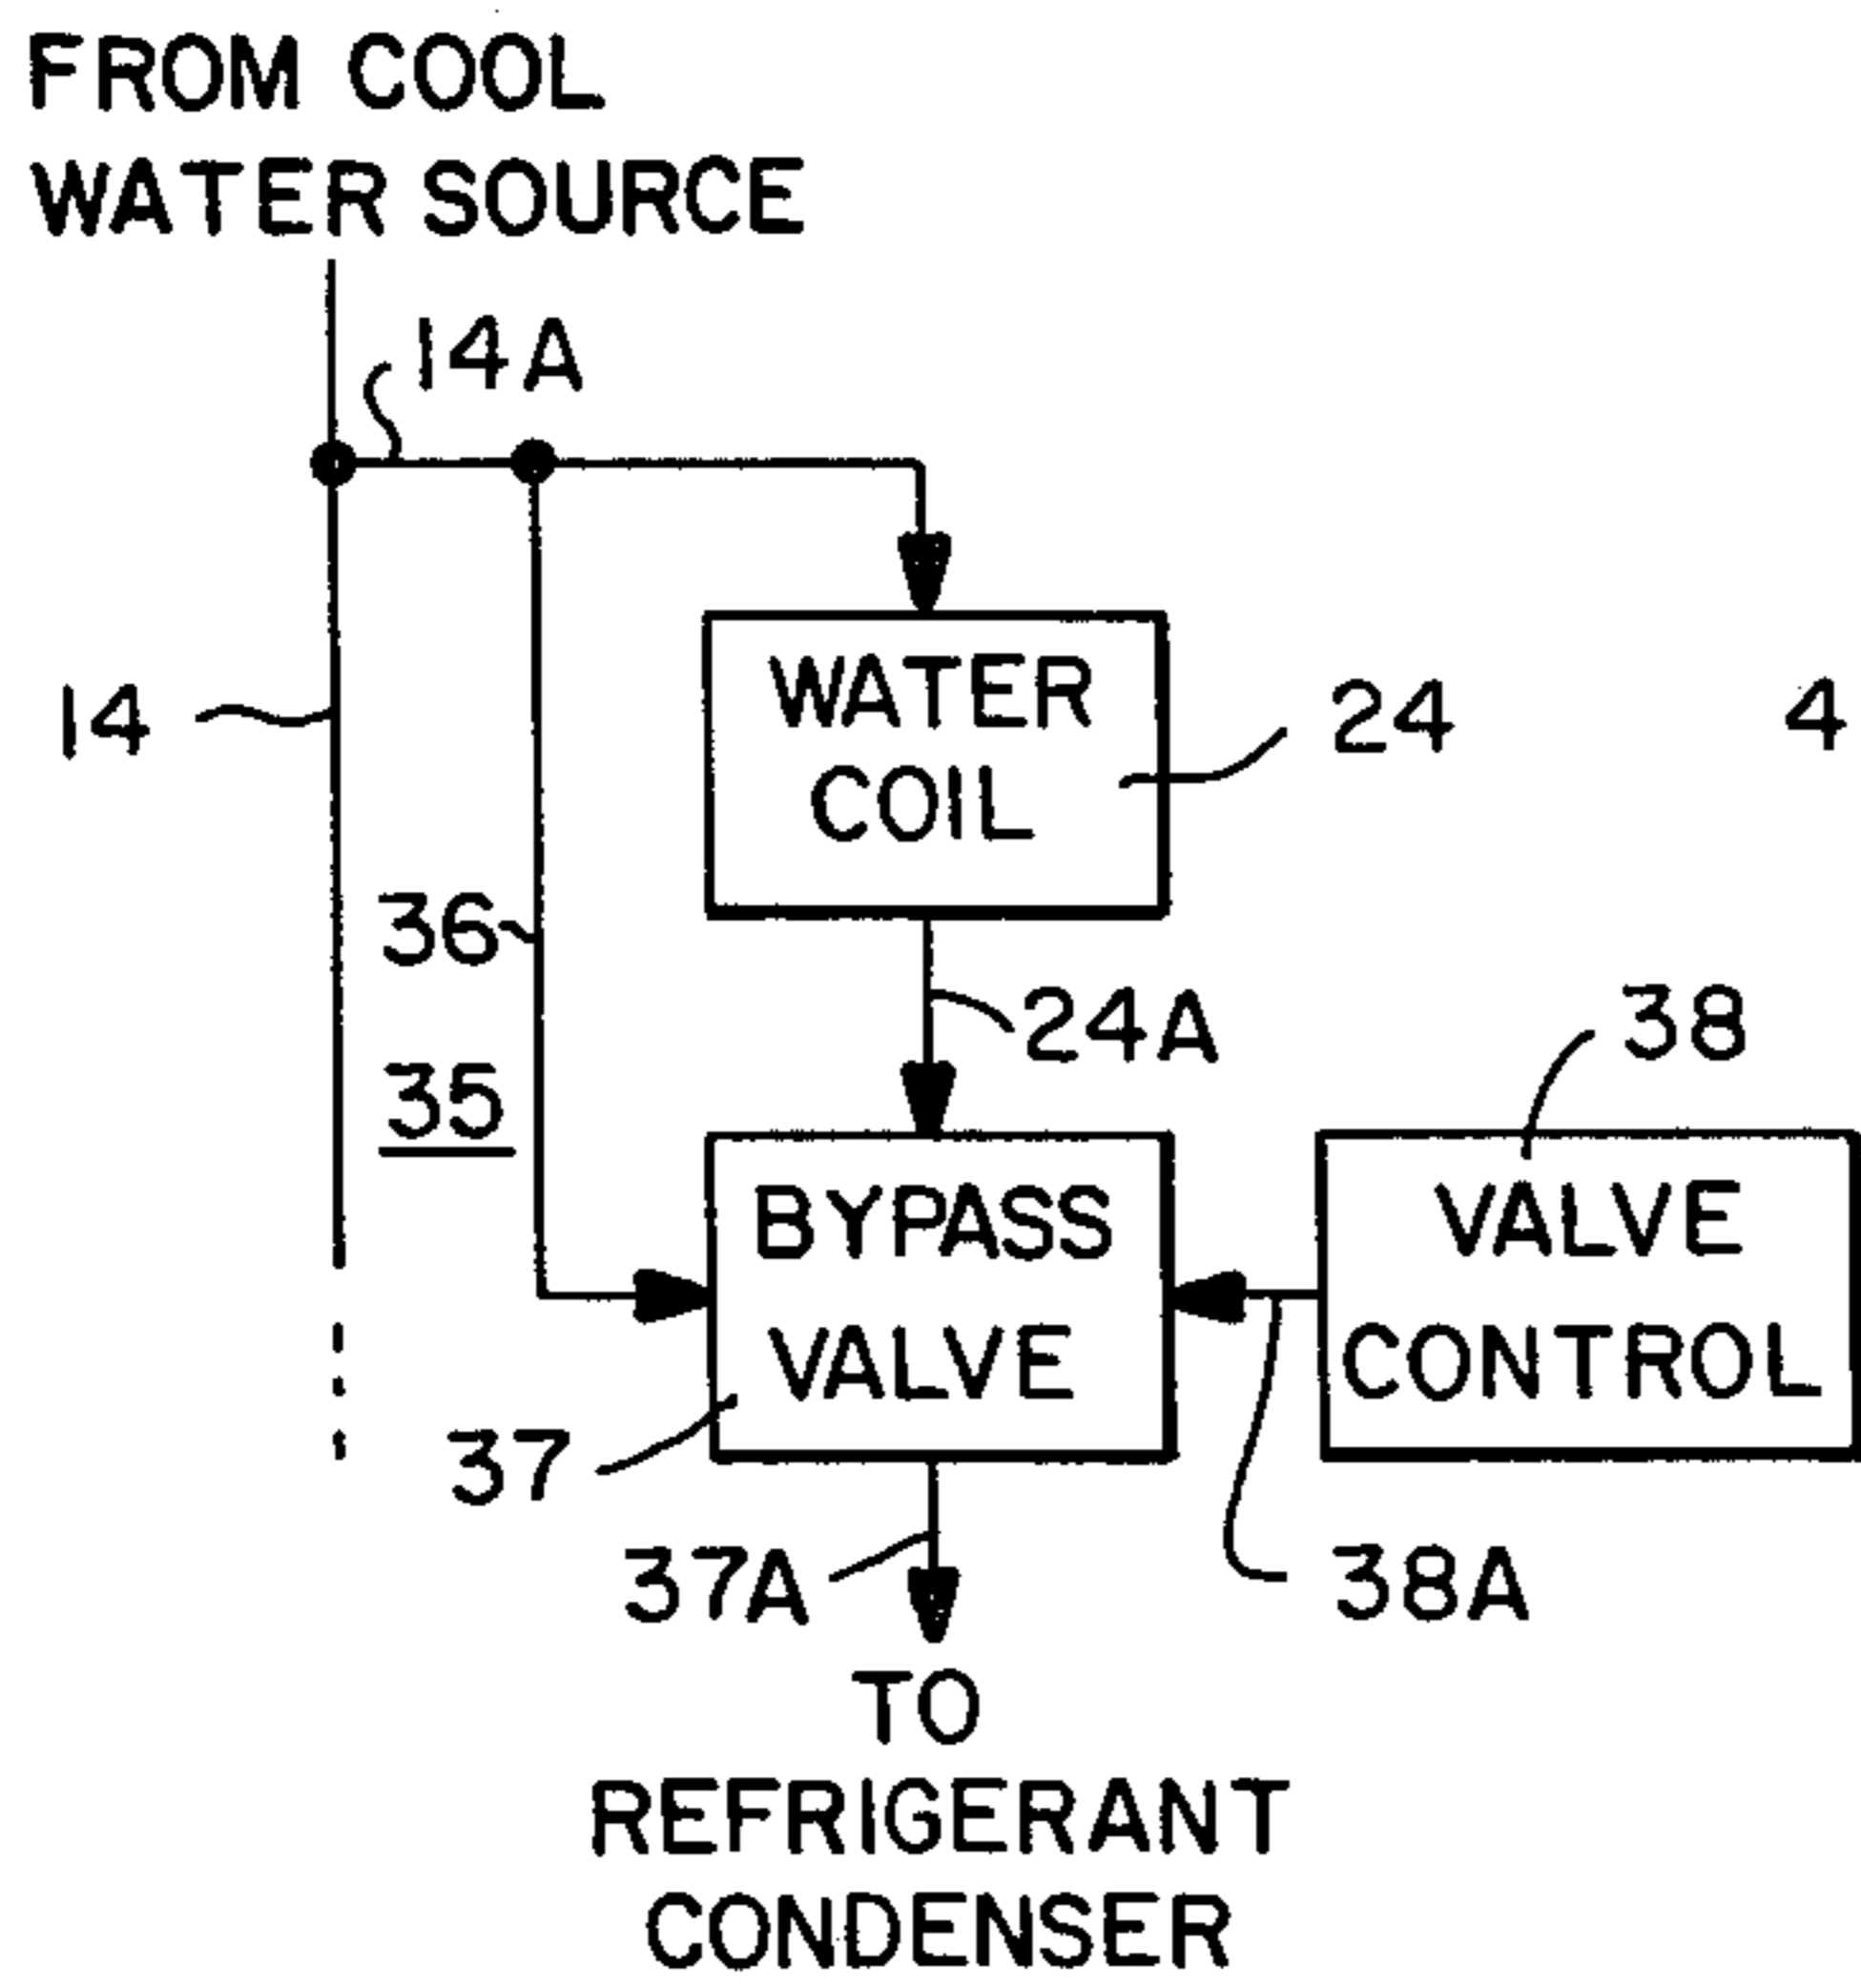 FROM COOL
WATER SOURCE
14A
WATER
COIL
14
24
4
36
24A
38
35
BYPASS
VALVE
VALVE
CONTROL
37
37A
38A
TO
REFRIGERANT
CONDENSER